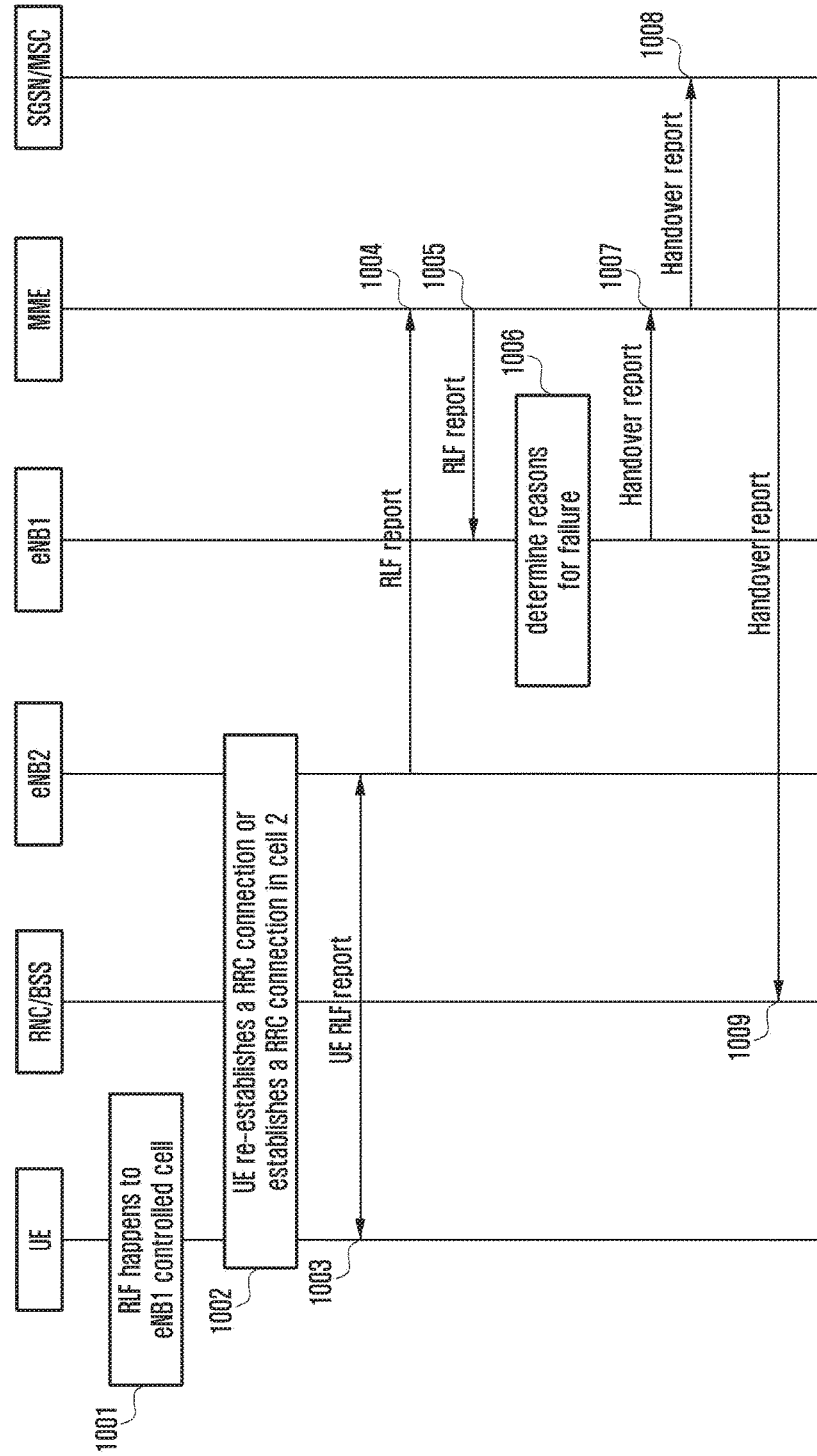 UE
RNC/BSS
eNB2
eNB1
MME
SGSN/MSC
1001
RLF happens to
eNB1 controlled cell
1002
UE re-establishes a RRC connection or
establishes a RRC connection in cell 2
1003
UE RLF report
RLF report
1004
RLF report
1005
1006
determine reasons
for failure
Handover report
1007
Handover report
1008
Handover report
1009